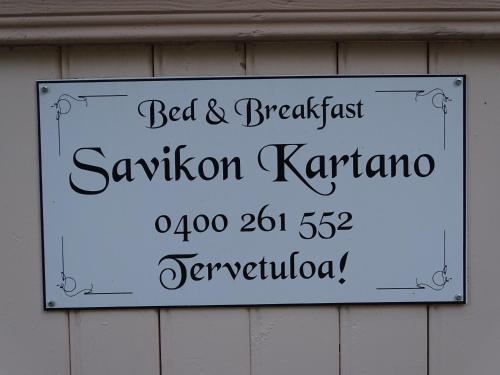 Bed & Breakfast
Savikon Kartano
0400 261 552
Tervetuloa!